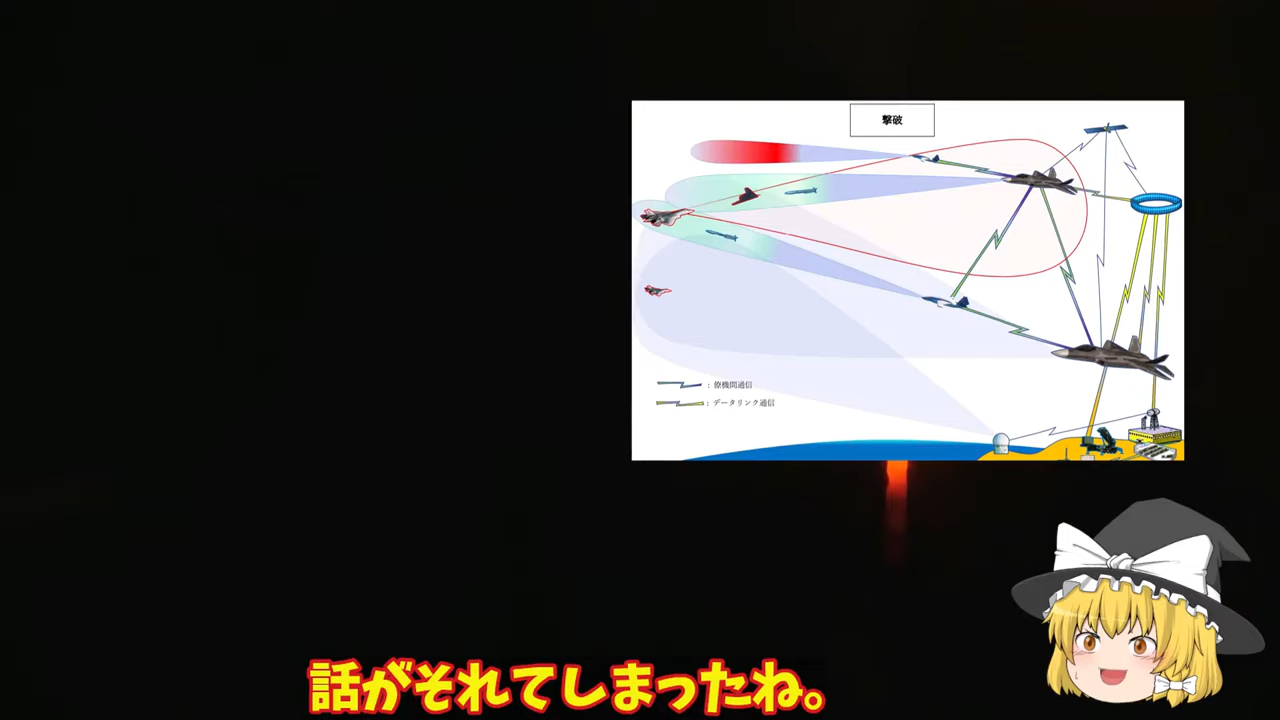 撃破
：僚機間通信
：データリンク通信
話がそれてしまったね。